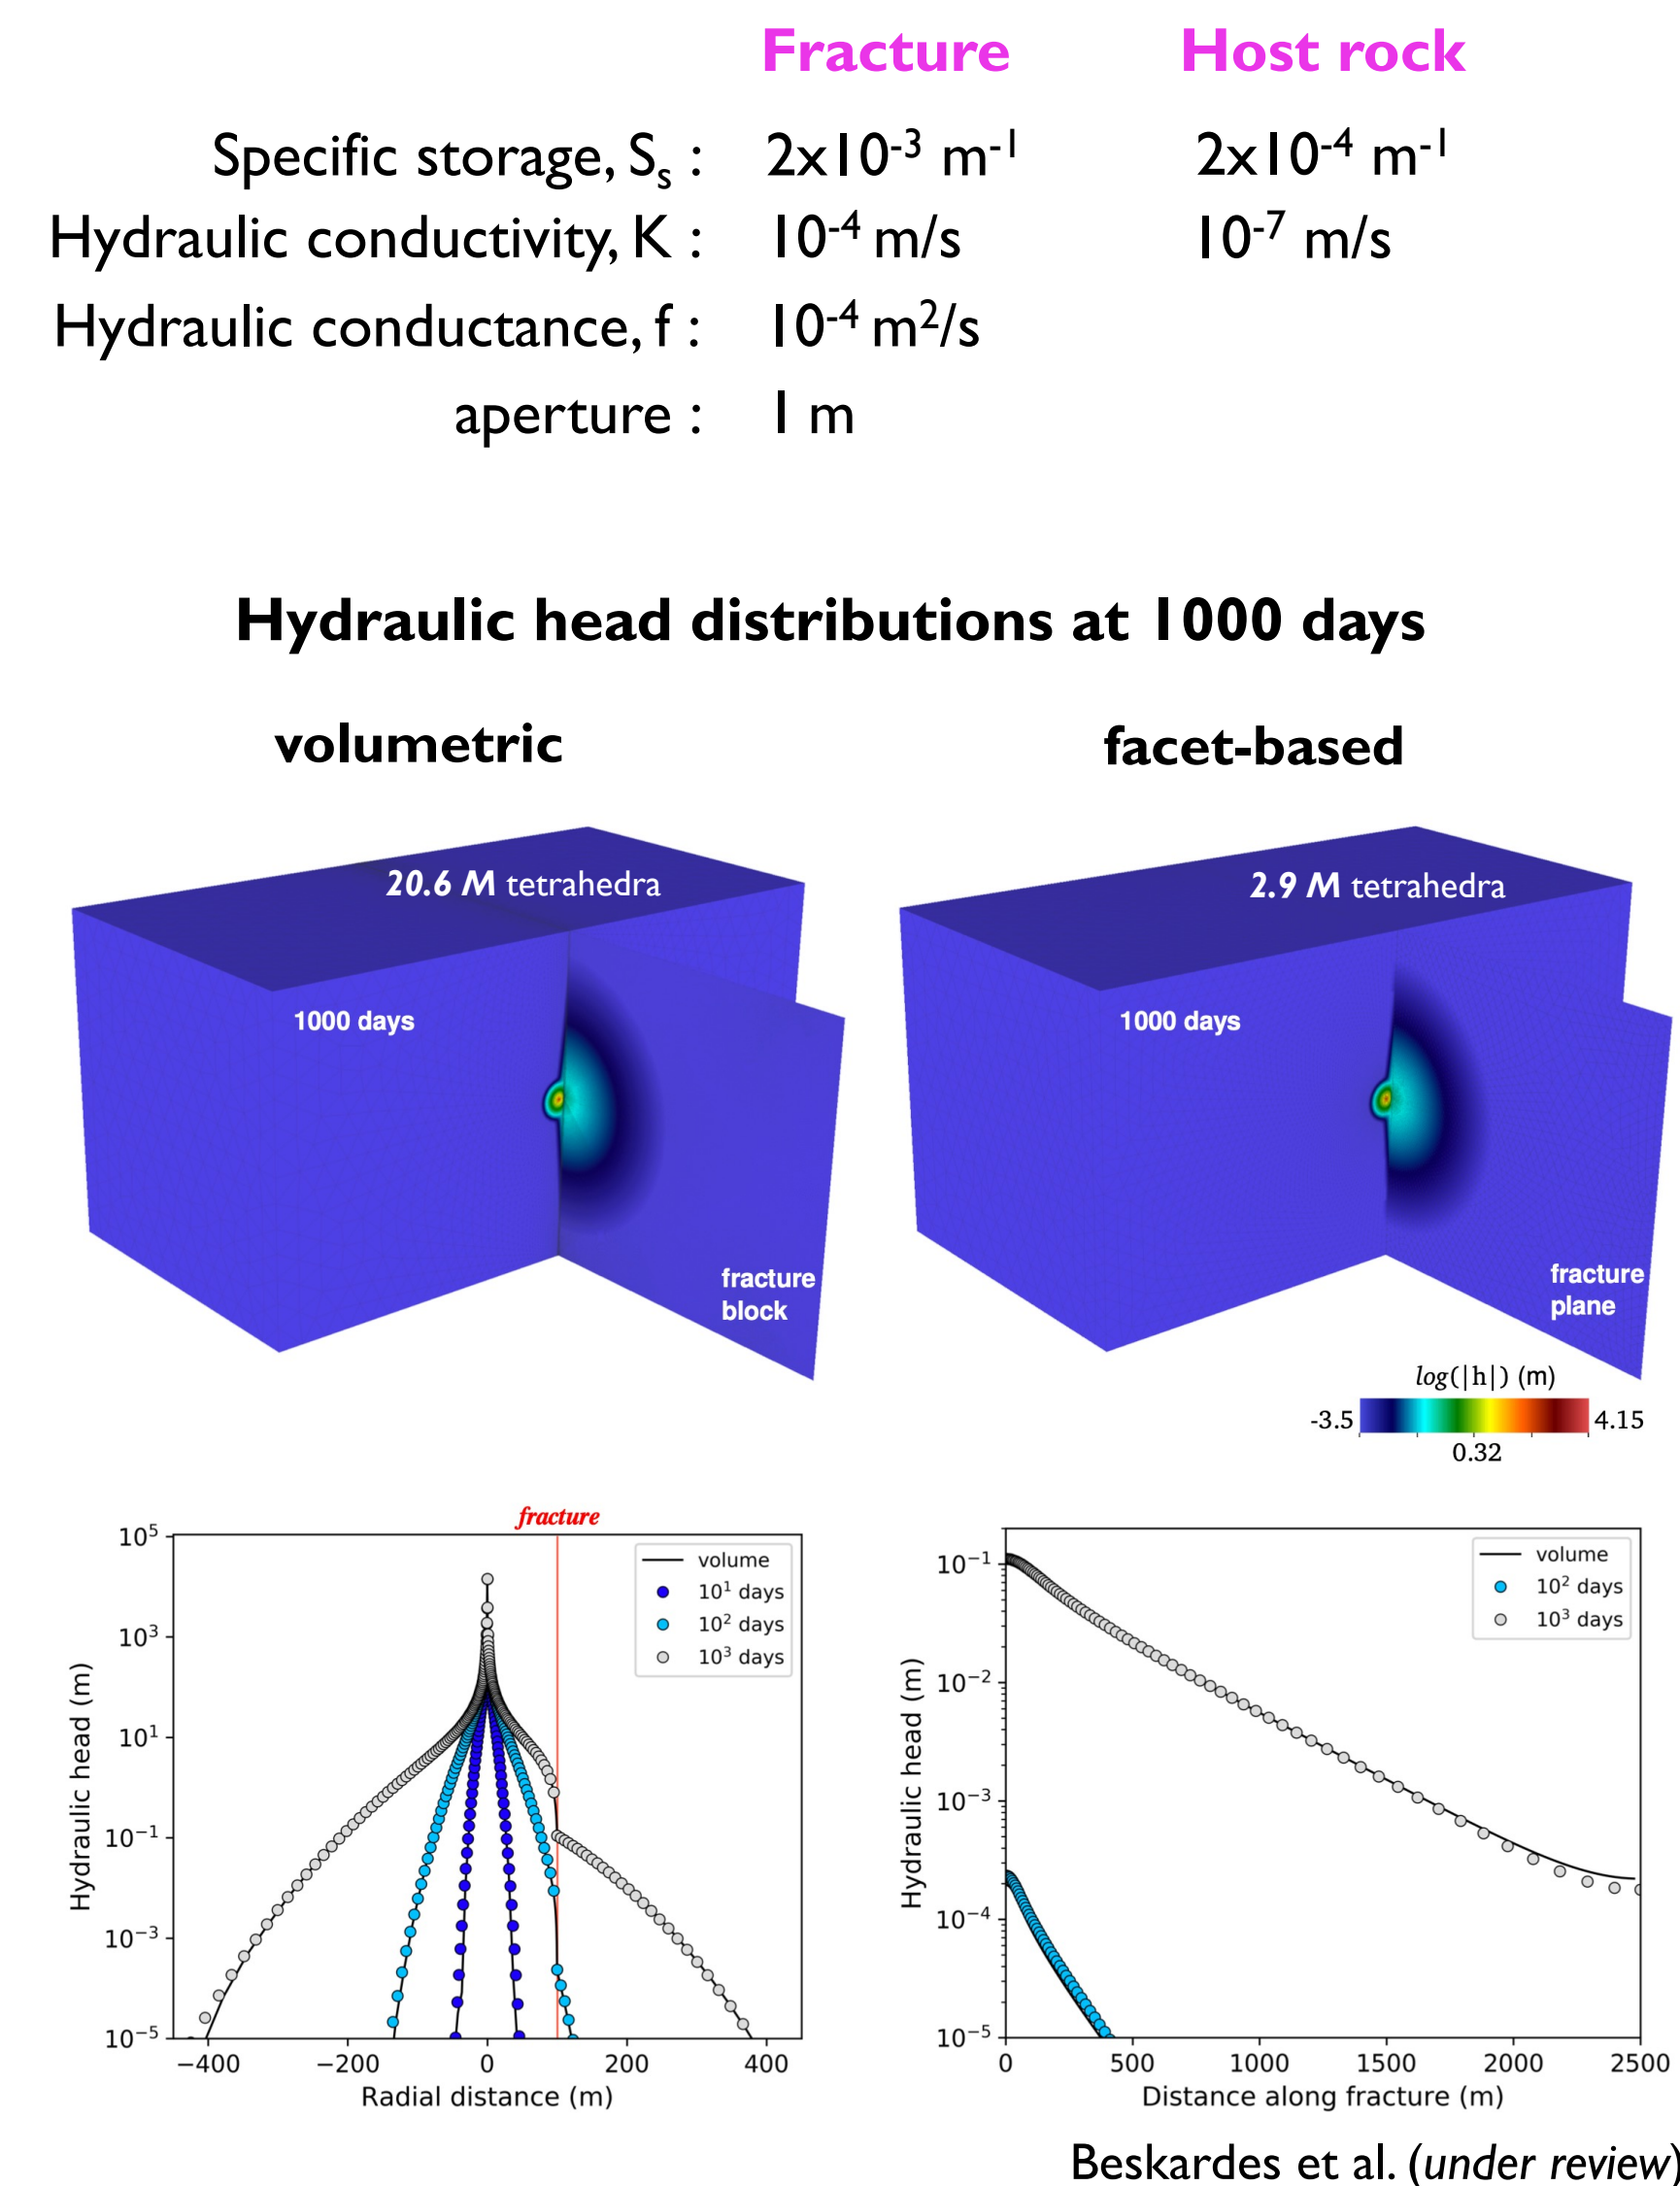 Fracture Host rock
Specific storage, Sₛ : 2x10⁻³ m⁻¹ 2x10⁻⁴ m⁻¹
Hydraulic conductivity, K : 10⁻⁴ m/s 10⁻⁷ m/s
Hydraulic conductance, f : 10⁻⁴ m²/s
aperture : 1 m
Hydraulic head distributions at 1000 days
volumetric facet-based
20.6 M tetrahedra
1000 days
fracture
block
2.9 M tetrahedra
1000 days
fracture
plane
log(|h|) (m)
-3.5 4.15
0.32
fracture
volume
10¹ days
10² days
10³ days
10⁵
10³
10¹
10⁻¹
10⁻³
10⁻⁵
Hydraulic head (m)
−400 −200 0 200 400
Radial distance (m)
volume
10² days
10³ days
10⁻¹
10⁻²
10⁻³
10⁻⁴
10⁻⁵
Hydraulic head (m)
0 500 1000 1500 2000 2500
Distance along fracture (m)
Beskardes et al. (under review)